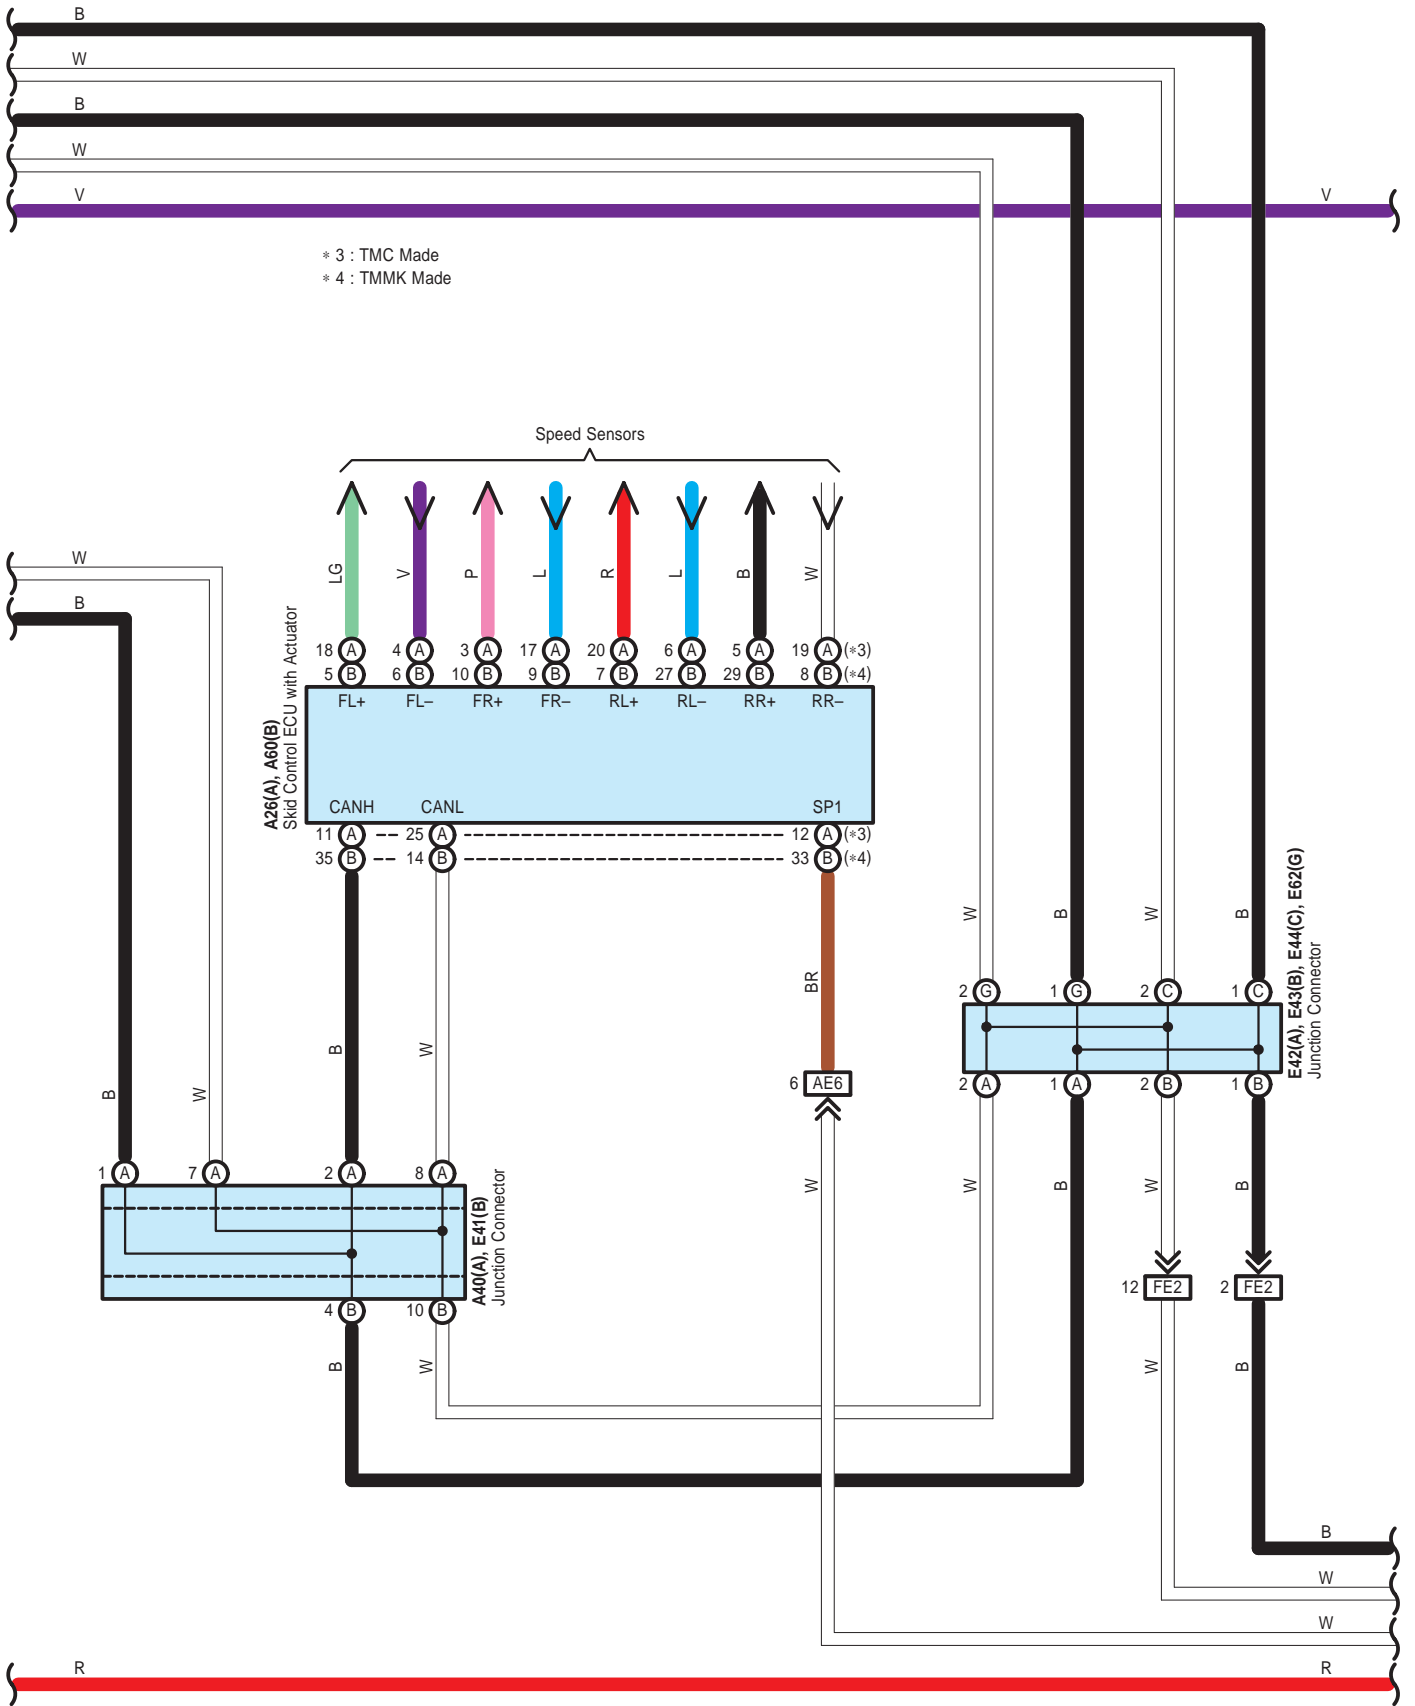 B
W
B
W
V V
* 3 : TMC Made
* 4 : TMMK Made
Speed Sensors
W
B
LG V P L R L B W
18 A 4 A 3 A 17 A 20 A 6 A 5 A 19 A (*3)
5 B 6 B 10 B 9 B 7 B 27 B 29 B 8 B (*4)
FL+ FL– FR+ FR– RL+ RL– RR+ RR–
A26(A), A60(B)
Skid Control ECU with Actuator
CANH CANL SP1
11 A 25 A 12 A (*3)
35 B 14 B 33 B (*4)
W B W B
BR
2 G 1 G 2 C 1 C
E42(A), E43(B), E44(C), E62(G)
Junction Connector
B W
6 AE6
2 A 1 A 2 B 1 B
B W
1 A 7 A 2 A 8 A
W W B W B
A40(A), E41(B)
Junction Connector
12 FE2 2 FE2
4 B 10 B
B W W B
B
W
W
R R